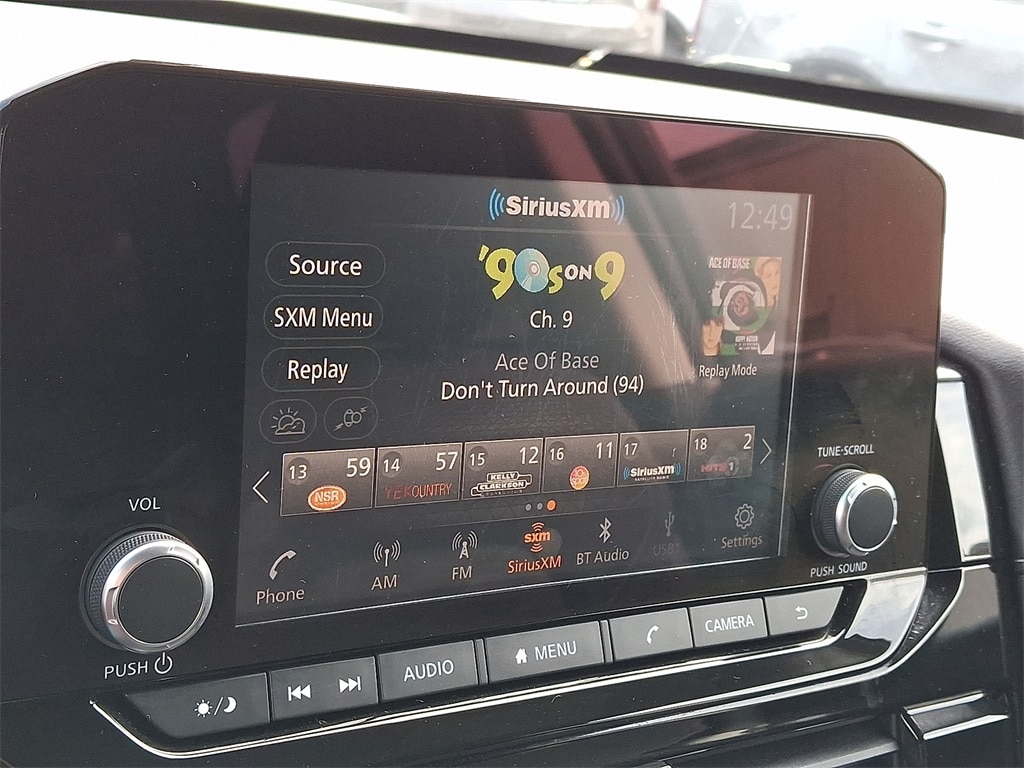 SiriusXM
12:49
Source
'90s ON 9
ACE OF BASE
SXM Menu
Ch. 9
Replay
Ace Of Base
Replay Mode
Don't Turn Around (94)
13 59
NSR
14 57
Y2KOUNTRY
15 12
KELLY
CLARKSON
16 11
17
SiriusXM
18 2
HITS 1
TUNE·SCROLL
VOL
Phone
AM
FM
sxm
SiriusXM
BT Audio
USB1
Settings
PUSH SOUND
PUSH
AUDIO
MENU
CAMERA